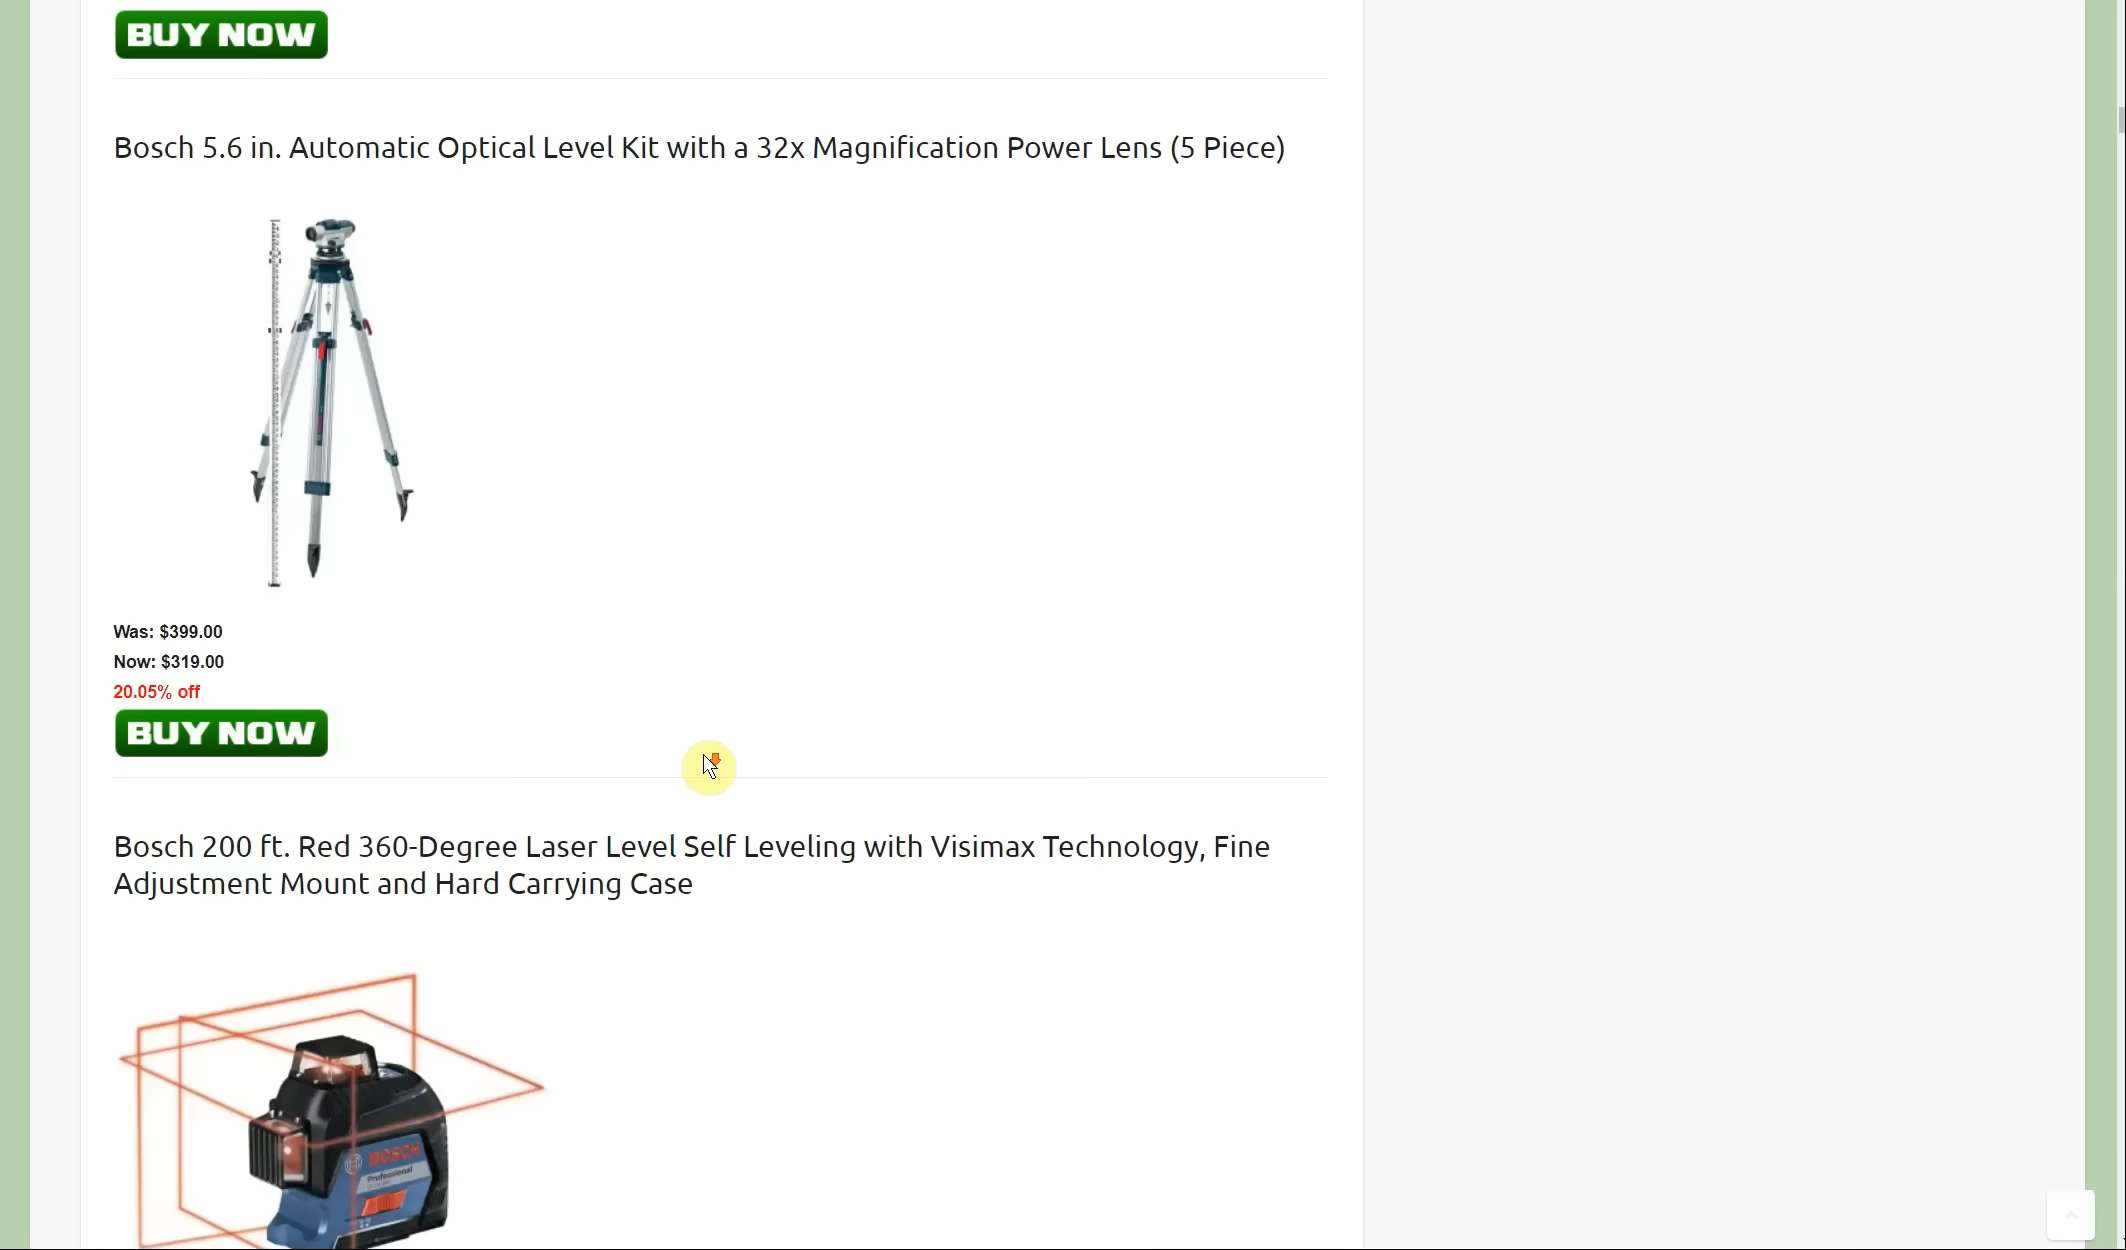 BUY NOW
Bosch 5.6 in. Automatic Optical Level Kit with a 32x Magnification Power Lens (5 Piece)
Was: $399.00
Now: $319.00
20.05% off
BUY NOW
Bosch 200 ft. Red 360-Degree Laser Level Self Leveling with Visimax Technology, Fine
Adjustment Mount and Hard Carrying Case
BOSCH
Professional